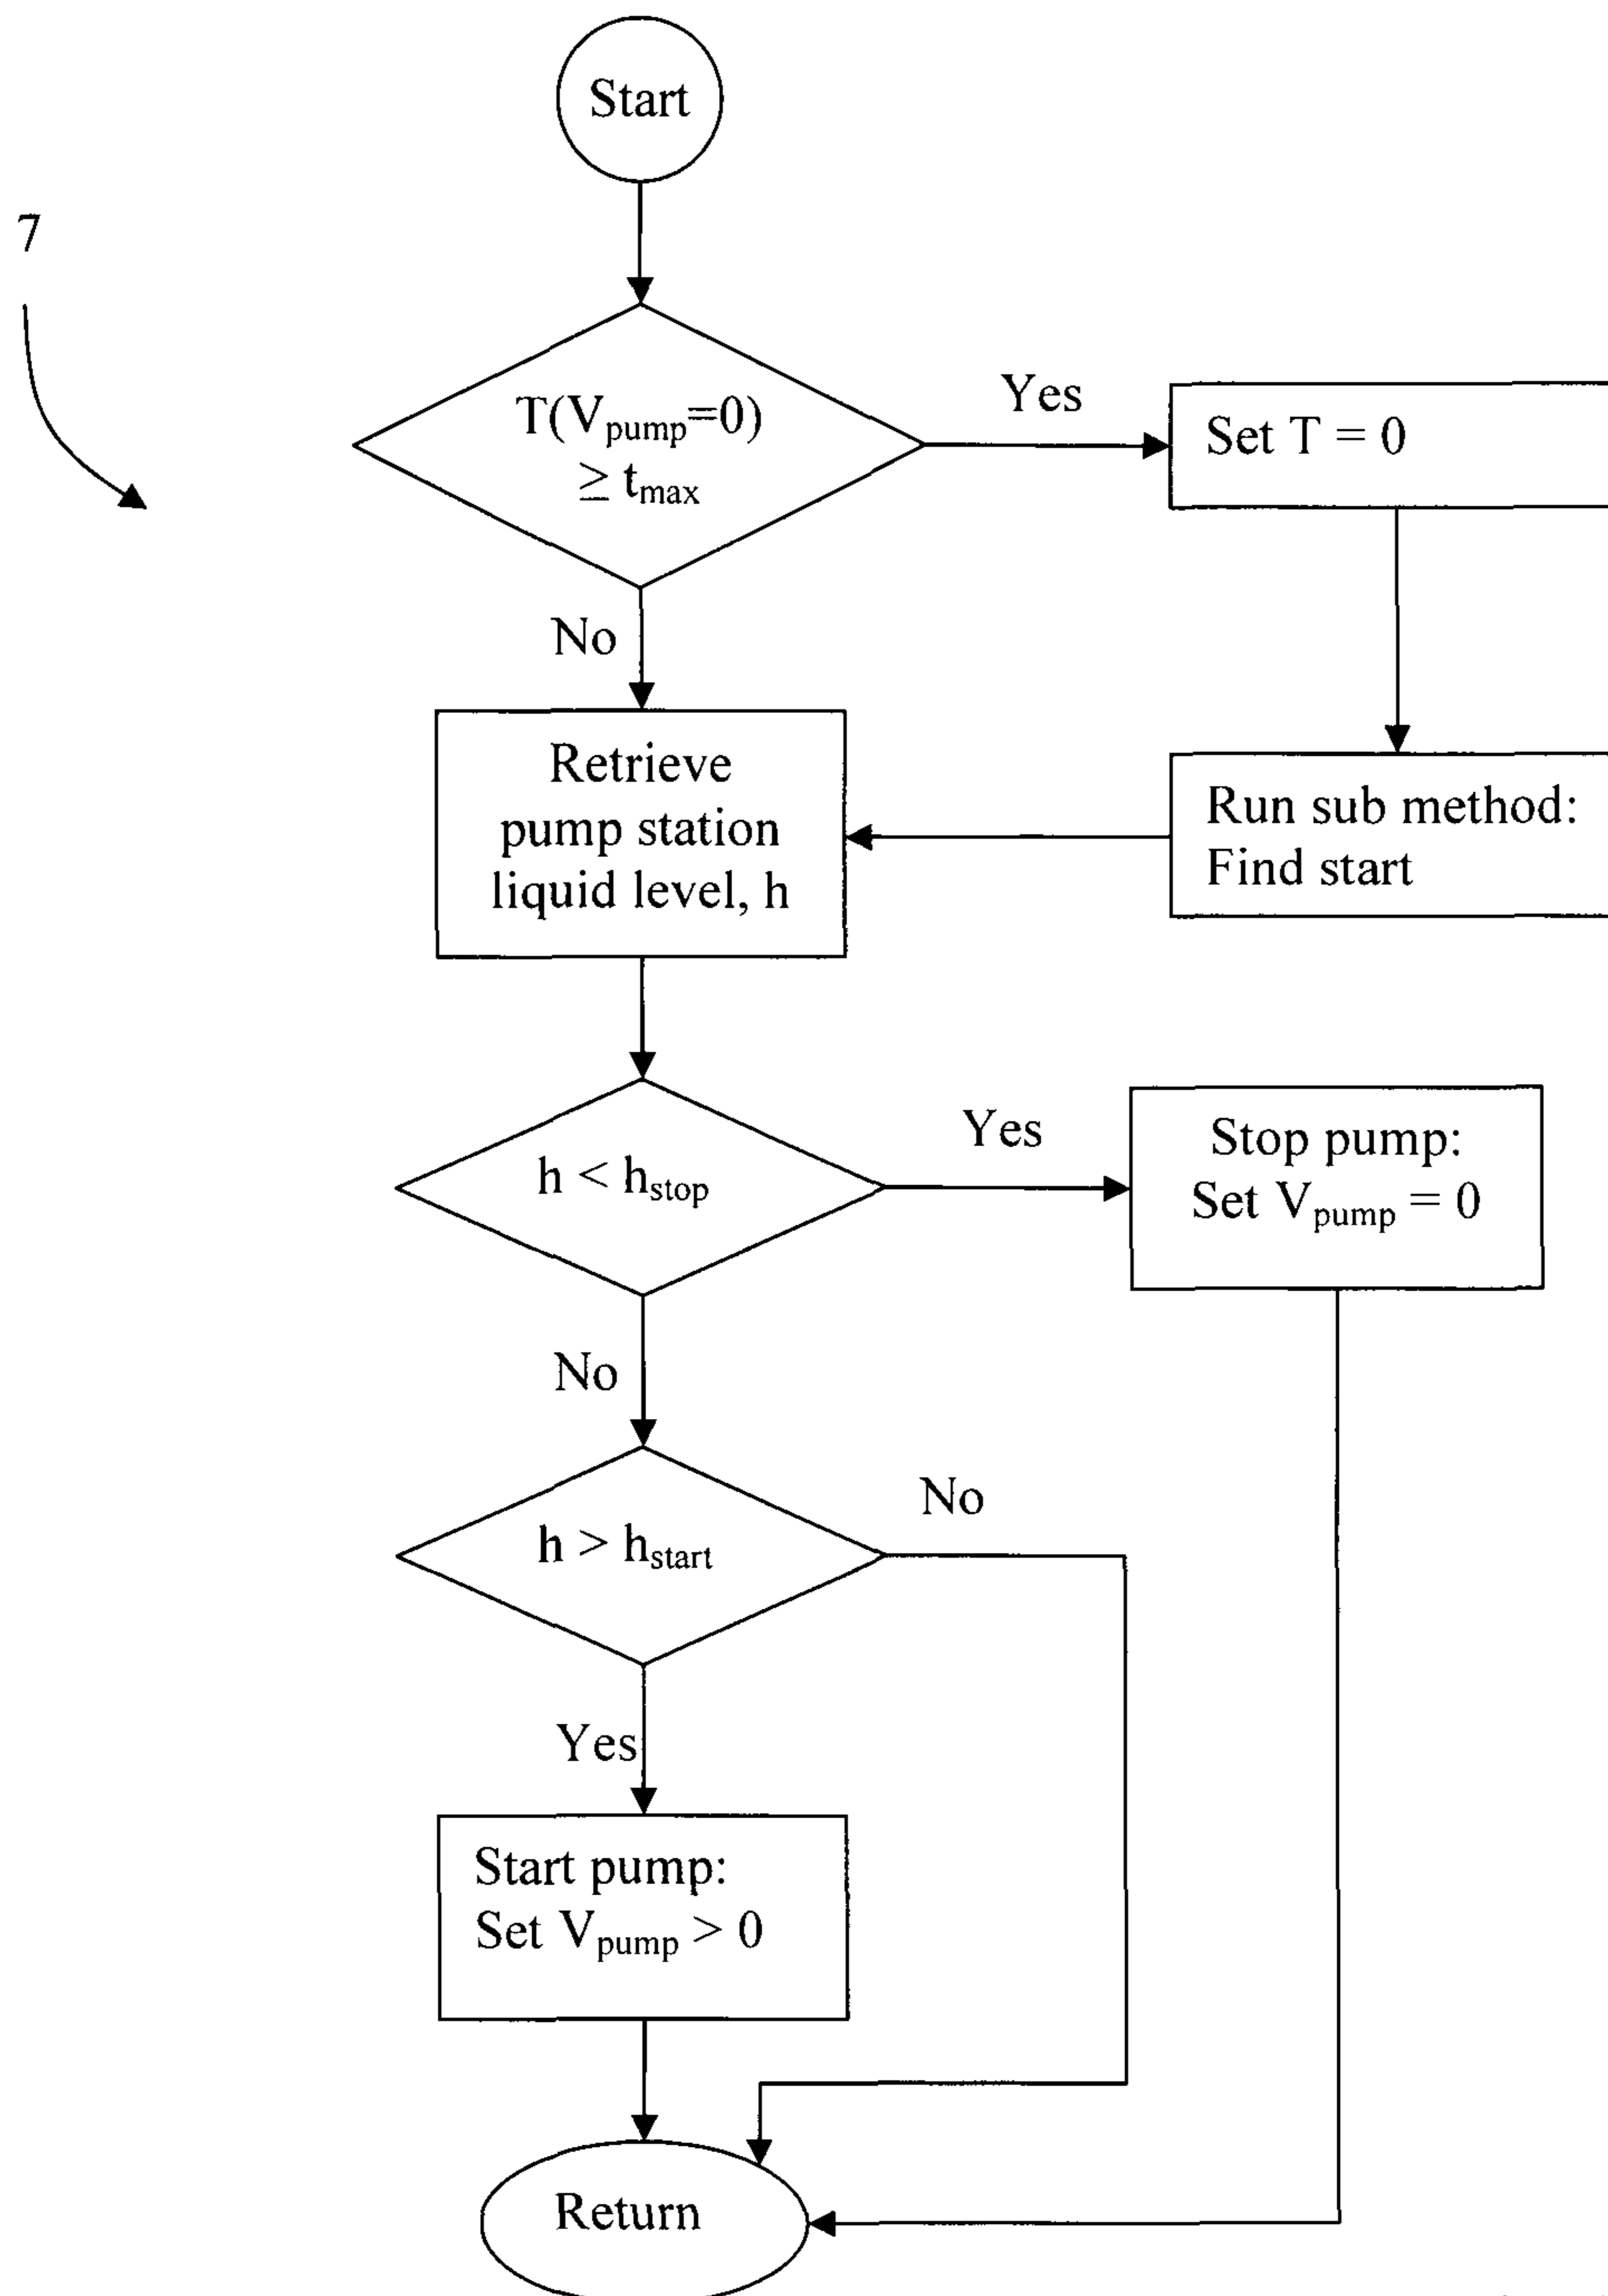 Start
7
T(Vpump=0)
≥ tmax
Yes
Set T = 0
No
Retrieve
pump station
liquid level, h
Run sub method:
Find start
h < hstop
Yes
Stop pump:
Set Vpump = 0
No
h > hstart
No
Yes
Start pump:
Set Vpump > 0
Return